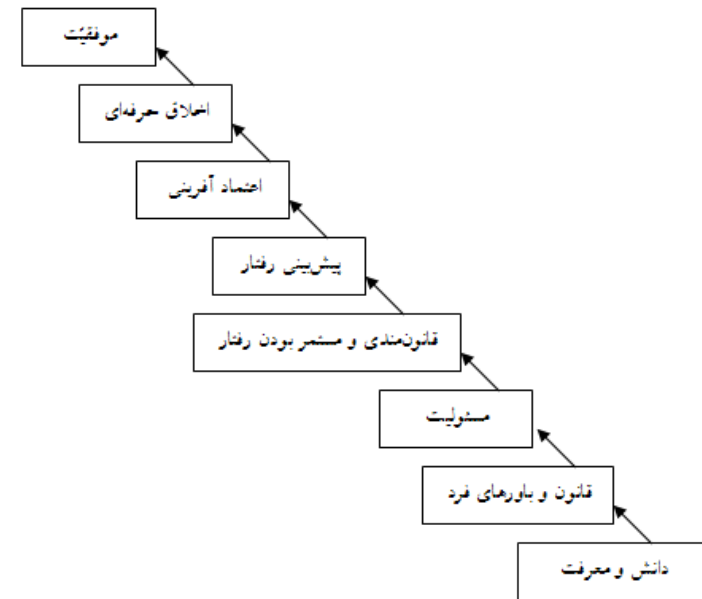 موفقیّت
اخلاق حرفه‌ای
اعتماد آفرینی
پیش‌بینی رفتار
قانون‌مندی و مستمر بودن رفتار
مسئولیت
قانون و باورهای فرد
دانش و معرفت